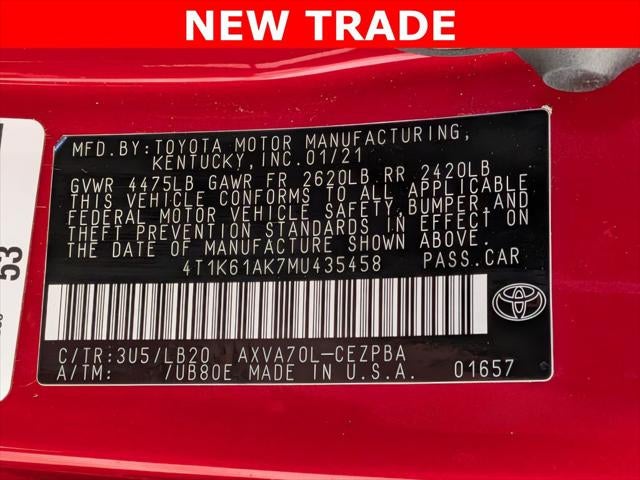 NEW TRADE
MFD.BY:TOYOTA MOTOR MANUFACTURING,
KENTUCKY,INC.01/21
GVWR 4475LB GAWR FR 2620LB RR 2420LB
THIS VEHICLE CONFORMS TO ALL APPLICABLE
FEDERAL MOTOR VEHICLE SAFETY,BUMPER,AND
THEFT PREVENTION STANDARDS IN EFFECT ON
THE DATE OF MANUFACTURE SHOWN ABOVE.
4T1K61AK7MU435458 PASS.CAR
C/TR:3U5/LB20 AXVA70L-CEZPBA
A/TM: /UB80E MADE IN U.S.A. 01657
53